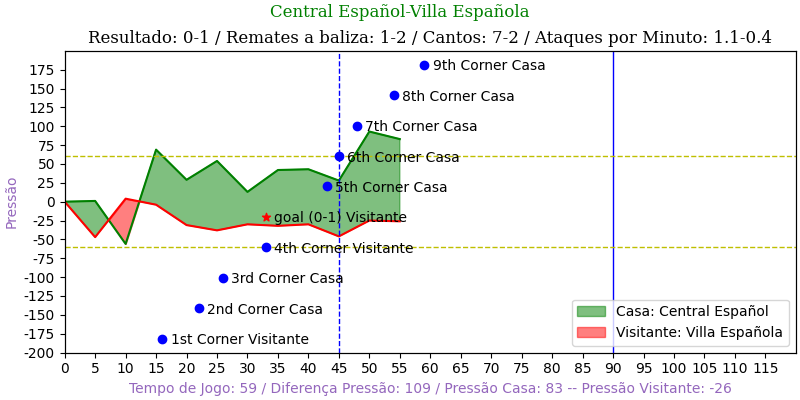 Central Español-Villa Española
Resultado: 0-1 / Remates a baliza: 1-2 / Cantos: 7-2 / Ataques por Minuto: 1.1-0.4
Pressão
175
150
125
100
75
50
25
0
-25
-50
-75
-100
-125
-150
-175
-200
9th Corner Casa
8th Corner Casa
7th Corner Casa
6th Corner Casa
5th Corner Casa
goal (0-1) Visitante
4th Corner Visitante
3rd Corner Casa
2nd Corner Casa
1st Corner Visitante
Casa: Central Español
Visitante: Villa Española
0 5 10 15 20 25 30 35 40 45 50 55 60 65 70 75 80 85 90 95 100 105 110 115
Tempo de Jogo: 59 / Diferença Pressão: 109 / Pressão Casa: 83 -- Pressão Visitante: -26